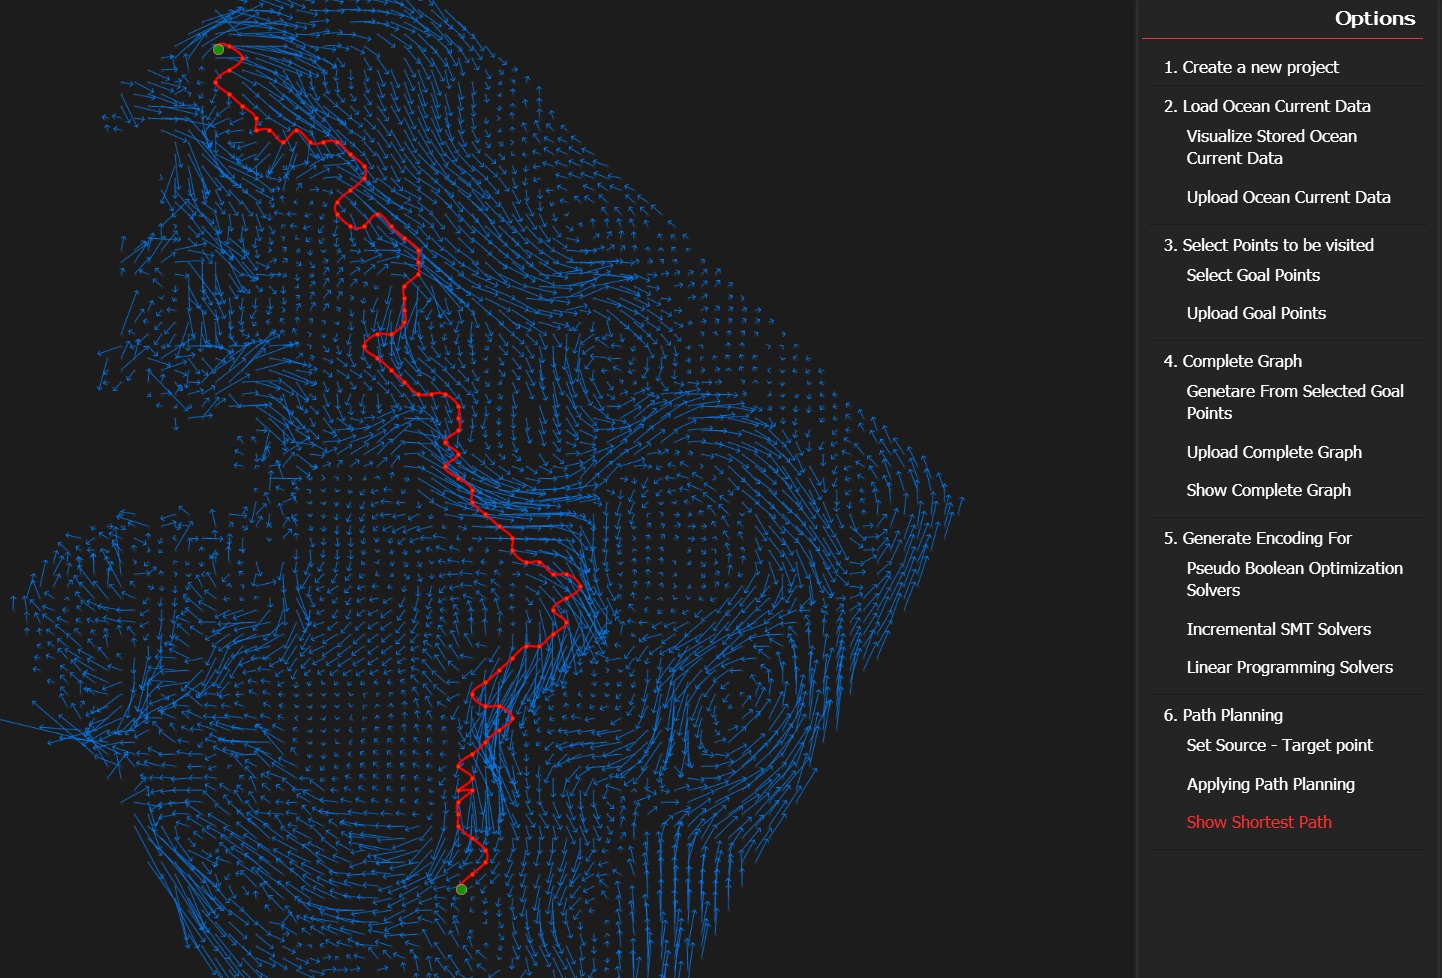 Options
1. Create a new project
2. Load Ocean Current Data
Visualize Stored Ocean
Current Data
Upload Ocean Current Data
3. Select Points to be visited
Select Goal Points
Upload Goal Points
4. Complete Graph
Genetare From Selected Goal
Points
Upload Complete Graph
Show Complete Graph
5. Generate Encoding For
Pseudo Boolean Optimization
Solvers
Incremental SMT Solvers
Linear Programming Solvers
6. Path Planning
Set Source - Target point
Applying Path Planning
Show Shortest Path